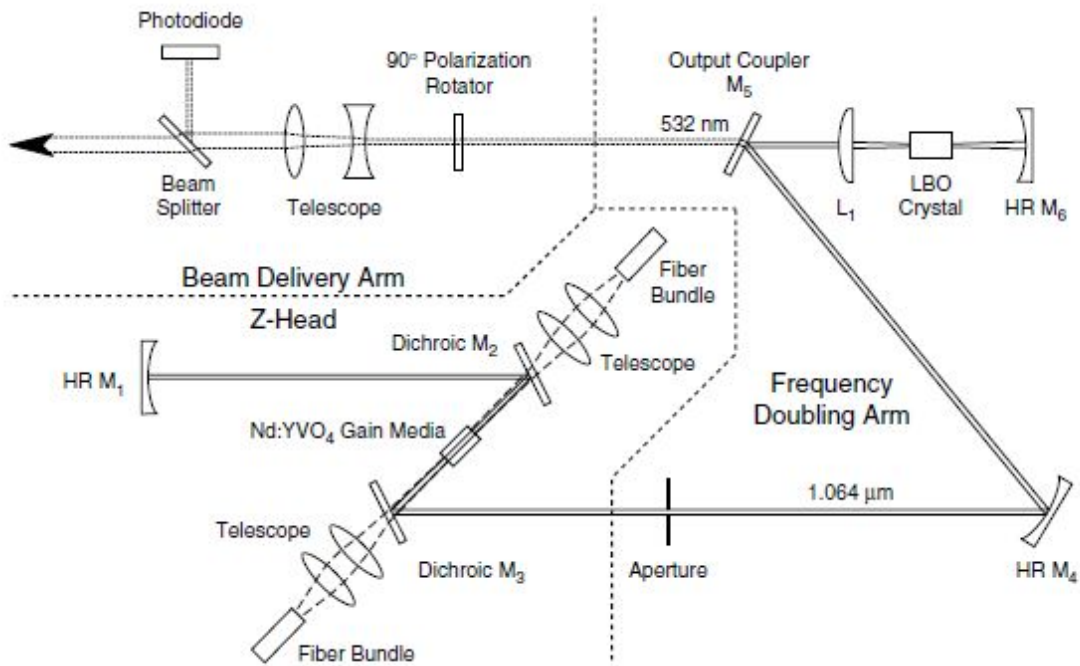 Photodiode
90° Polarization
Rotator
Output Coupler
M5
532 nm
Beam
Splitter
Telescope
L1
LBO
Crystal
HR M6
Beam Delivery Arm
Z-Head
Fiber
Bundle
Dichroic M2
Telescope
HR M1
Frequency
Doubling Arm
Nd:YVO4 Gain Media
1.064 μm
Telescope
Dichroic M3
Aperture
HR M4
Fiber Bundle